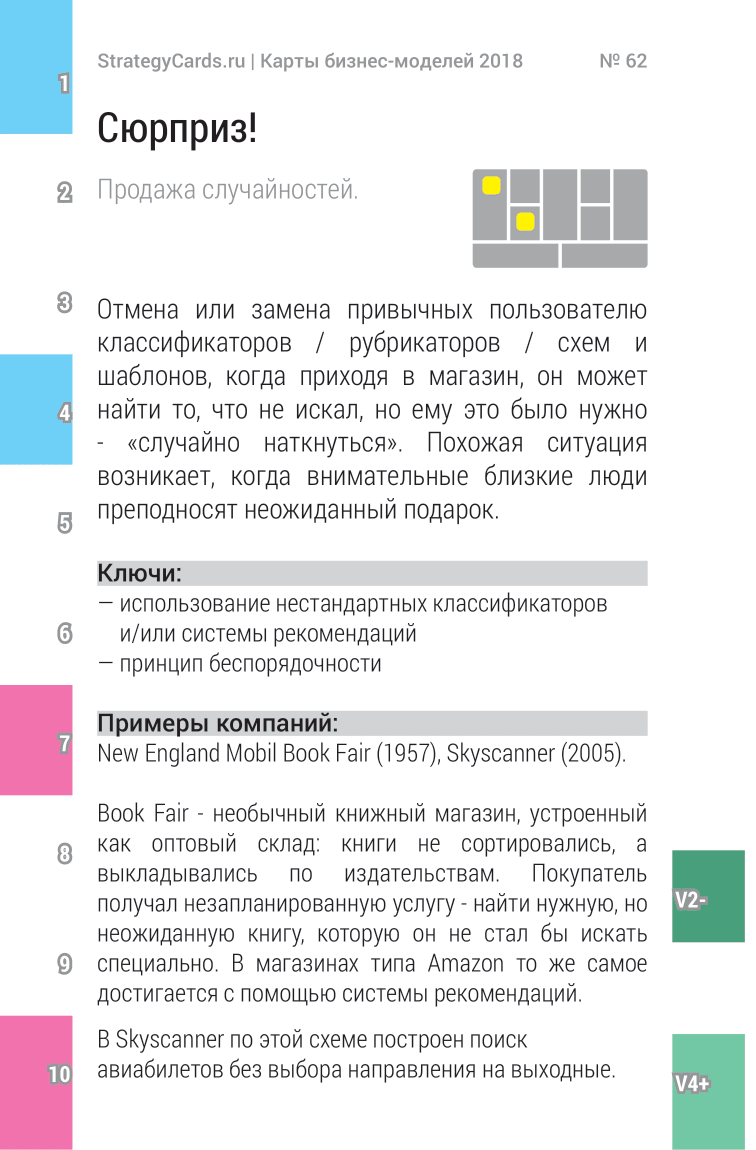 StrategyCards.ru | Карты бизнес-моделей 2018 № 62
1
Сюрприз!
2
Продажа случайностей.
3
Отмена или замена привычных пользователю
классификаторов / рубрикаторов / схем и
шаблонов, когда приходя в магазин, он может
4
найти то, что не искал, но ему это было нужно
- «случайно наткнуться». Похожая ситуация
возникает, когда внимательные близкие люди
преподносят неожиданный подарок.
5
Ключи:
— использование нестандартных классификаторов
и/или системы рекомендаций
6
— принцип беспорядочности
Примеры компаний:
7
New England Mobil Book Fair (1957), Skyscanner (2005).
Book Fair - необычный книжный магазин, устроенный
как оптовый склад: книги не сортировались, а
8
выкладывались по издательствам. Покупатель
получал незапланированную услугу - найти нужную, но
V2-
неожиданную книгу, которую он не стал бы искать
9
специально. В магазинах типа Amazon то же самое
достигается с помощью системы рекомендаций.
В Skyscanner по этой схеме построен поиск
авиабилетов без выбора направления на выходные.
10
V4+